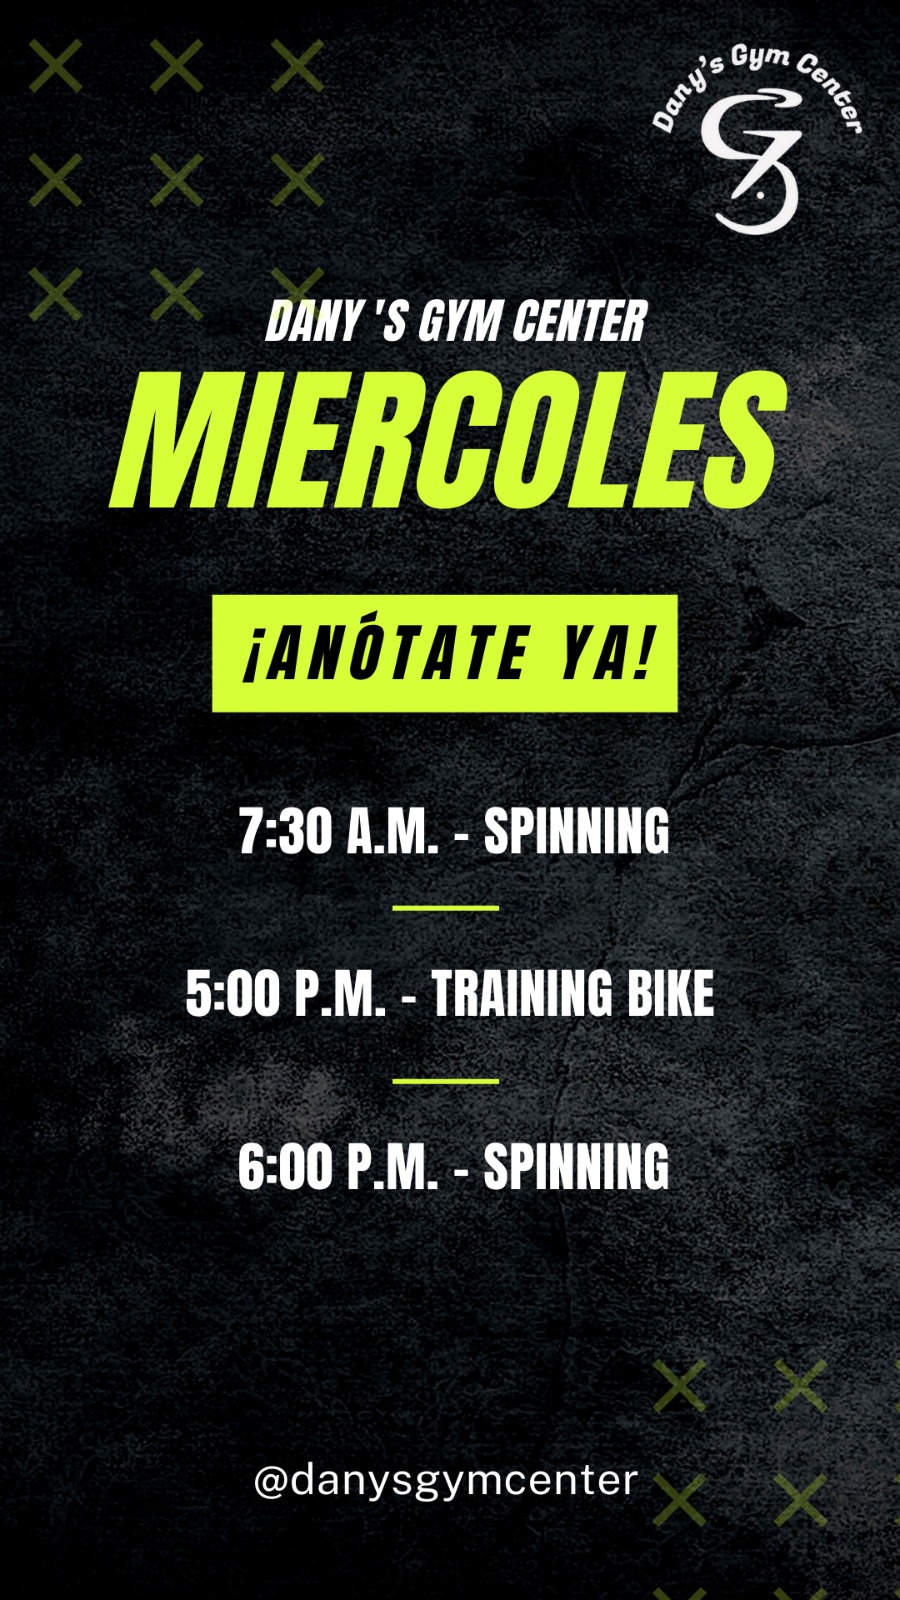 Dany's Gym Center
DANY 'S GYM CENTER
MIERCOLES
¡ANÓTATE YA!
7:30 A.M. - SPINNING
5:00 P.M. - TRAINING BIKE
6:00 P.M. - SPINNING
@danysgymcenter